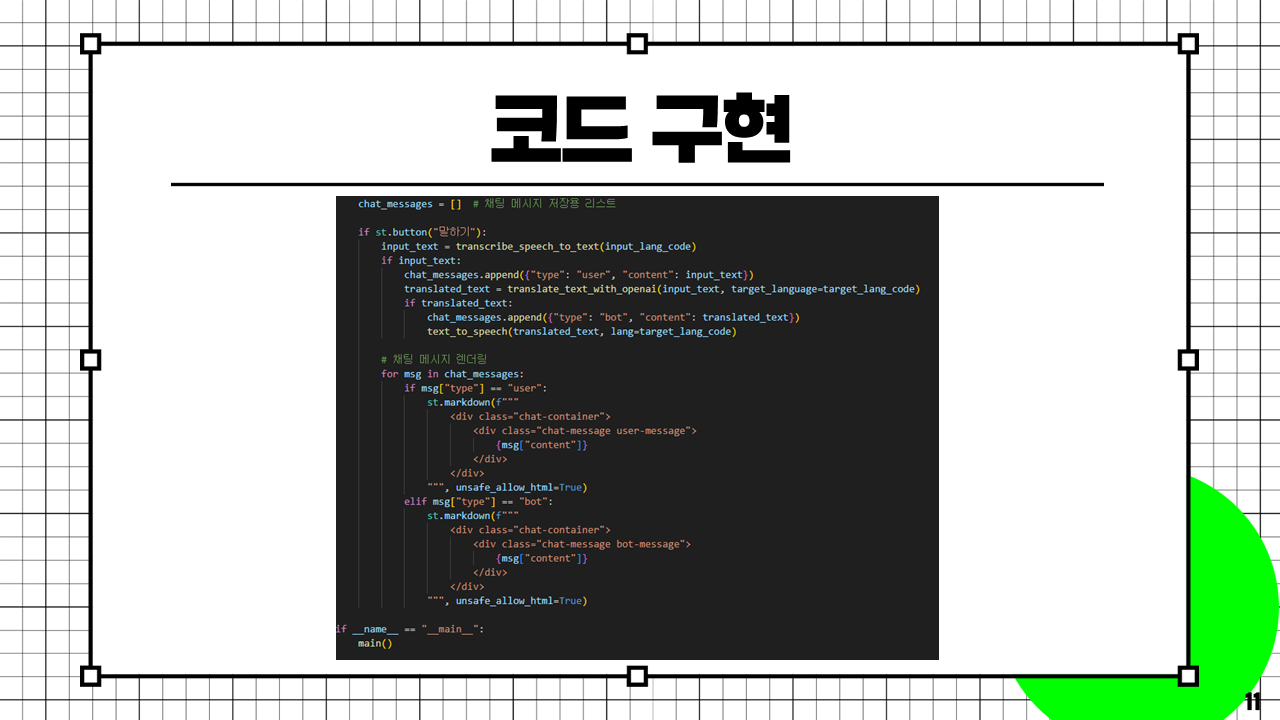 코드 구현
chat_messages = []  # 채팅 메시지 저장용 리스트
if st.button("말하기"):
input_text = transcribe_speech_to_text(input_lang_code)
if input_text:
chat_messages.append({"type": "user", "content": input_text})
translated_text = translate_text_with_openai(input_text, target_language=target_lang_code)
if translated_text:
chat_messages.append({"type": "bot", "content": translated_text})
text_to_speech(translated_text, lang=target_lang_code)
# 채팅 메시지 렌더링
for msg in chat_messages:
if msg["type"] == "user":
st.markdown(f"""
<div class="chat-container">
<div class="chat-message user-message">
{msg["content"]}
</div>
</div>
""", unsafe_allow_html=True)
elif msg["type"] == "bot":
st.markdown(f"""
<div class="chat-container">
<div class="chat-message bot-message">
{msg["content"]}
</div>
</div>
""", unsafe_allow_html=True)
if __name__ == "__main__":
main()
11